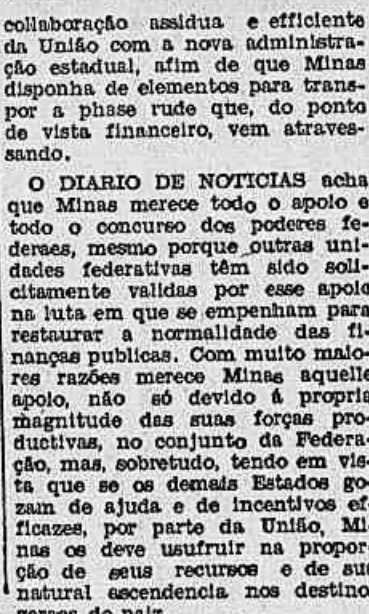 collaboração assidua e efficiente
da União com a nova administra-
ção estadual, afim de que Minas
disponha de elementos para trans-
por a phase rude que, do ponto
de vista financeiro, vem atraves-
sando.
O DIARIO DE NOTICIAS acha
que Minas merece todo o apoio e
todo o concurso dos poderes fe-
deraes, mesmo porque outras uni-
dades federativas têm sido soli-
citamente validas por esse apoio
na luta em que se empenham para
restaurar a normalidade das fi-
nanças publicas. Com muito maio-
res razões merece Minas aquelle
apoio, não só devido á propria
magnitude das suas forças pro-
ductivas, no conjunto da Federa-
ção, mas, sobretudo, tendo em vis-
ta que se os demais Estados go-
zam de ajuda e de incentivos ef-
ficazes, por parte da União, Mi-
nas os deve usufruir na propor-
ção de seus recursos e de sua
natural ascendencia nos destino
geraes do paiz